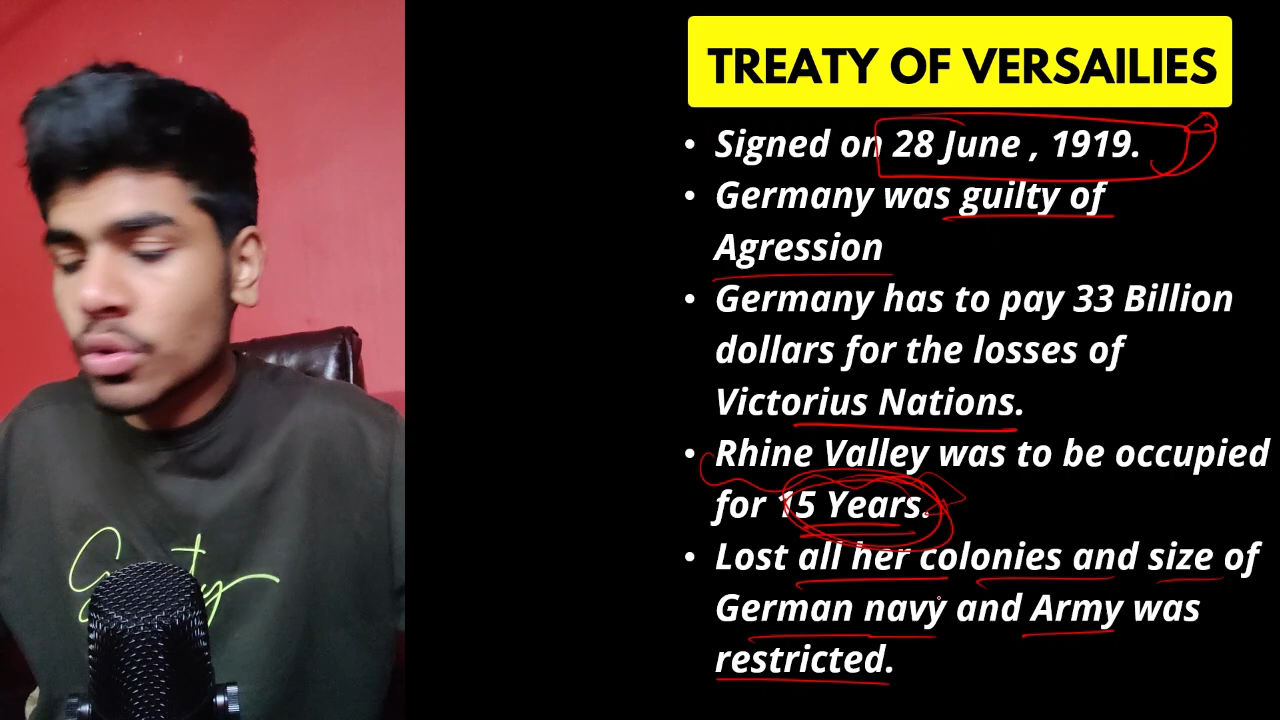 TREATY OF VERSAILIES
• Signed on 28 June , 1919.
• Germany was guilty of
Agression
• Germany has to pay 33 Billion
dollars for the losses of
Victorius Nations.
• Rhine Valley was to be occupied
for 15 Years.
• Lost all her colonies and size of
German navy and Army was
restricted.